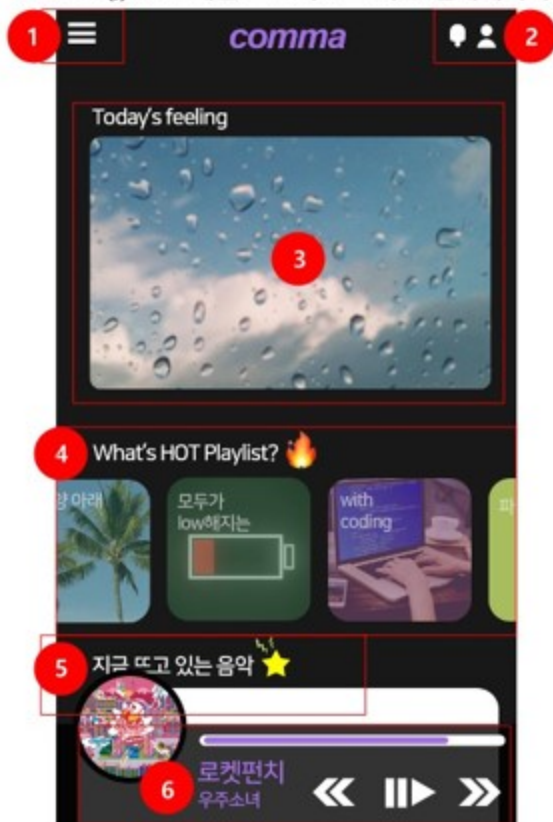 1
comma
2
Today's feeling
3
4
What's HOT Playlist?
양 아래
모두가
low해지는
with
coding
파
5
지금 뜨고 있는 음악
로켓펀치
6
우주소녀